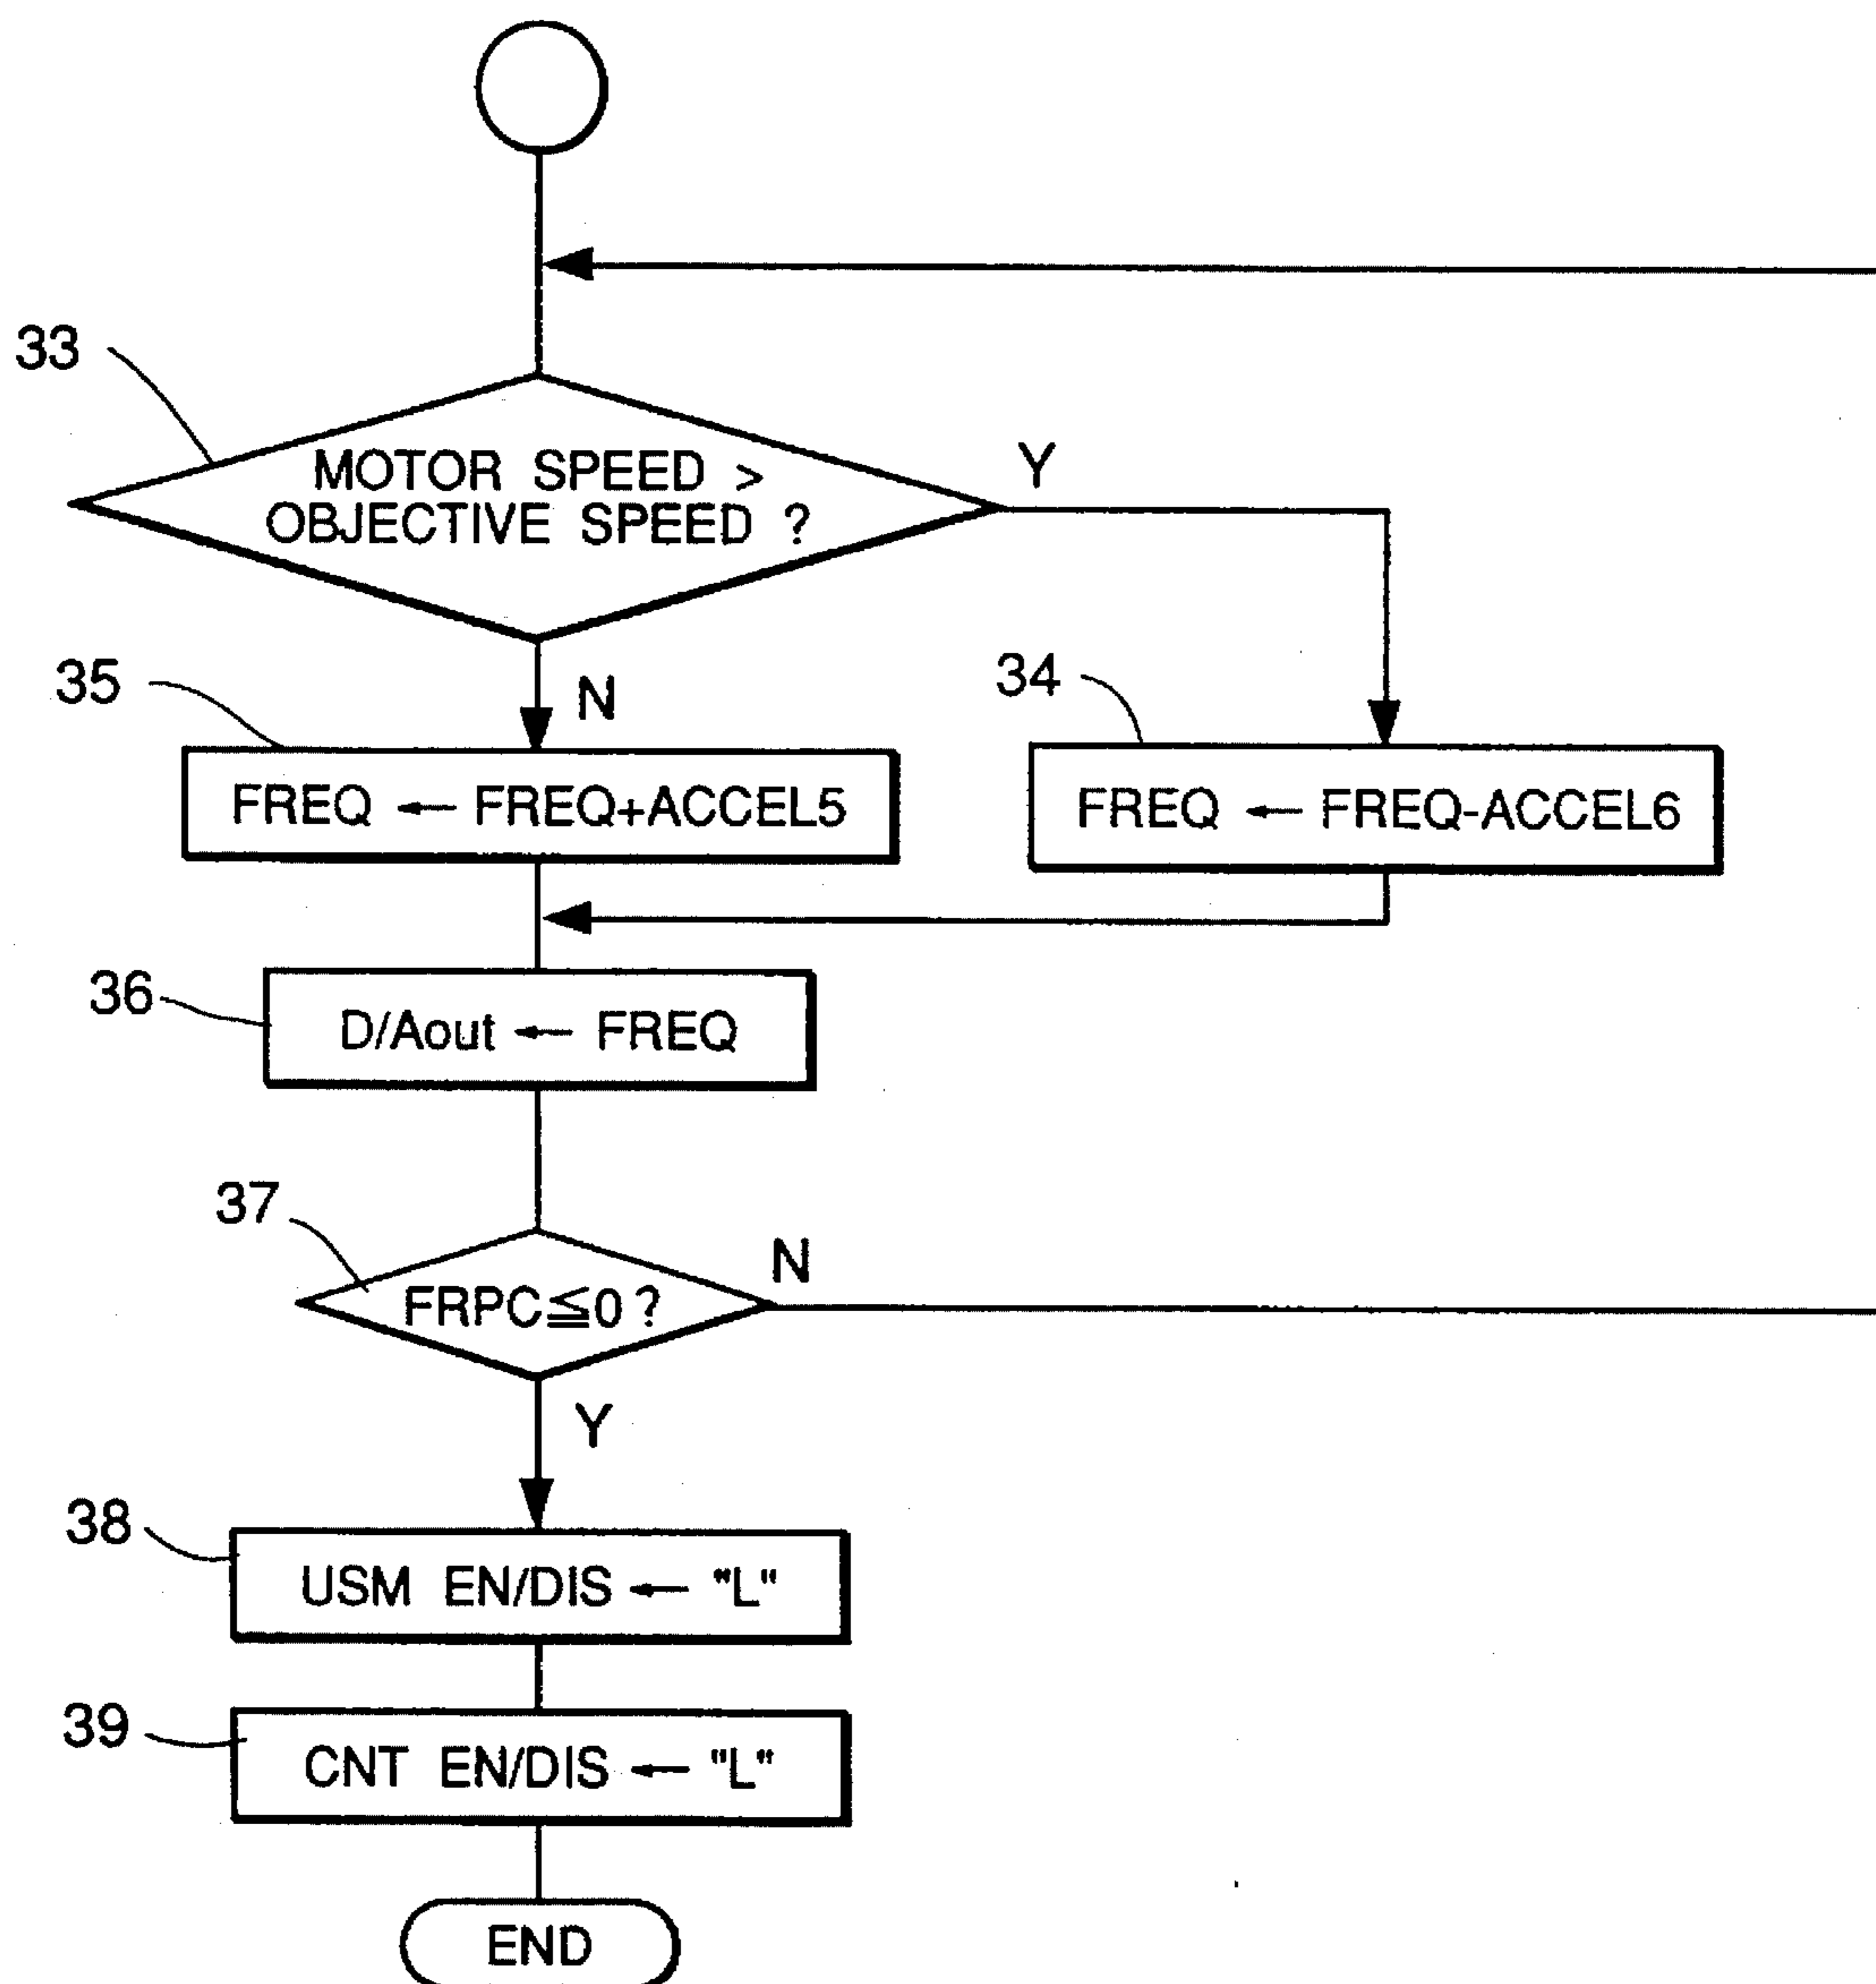 33
MOTOR SPEED >
OBJECTIVE SPEED ?
Y
N
35
FREQ ← FREQ+ACCEL5
34
FREQ ← FREQ-ACCEL6
36
D/Aout ← FREQ
37
FRPC≦0 ?
N
Y
38
USM EN/DIS ← "L"
39
CNT EN/DIS ← "L"
END